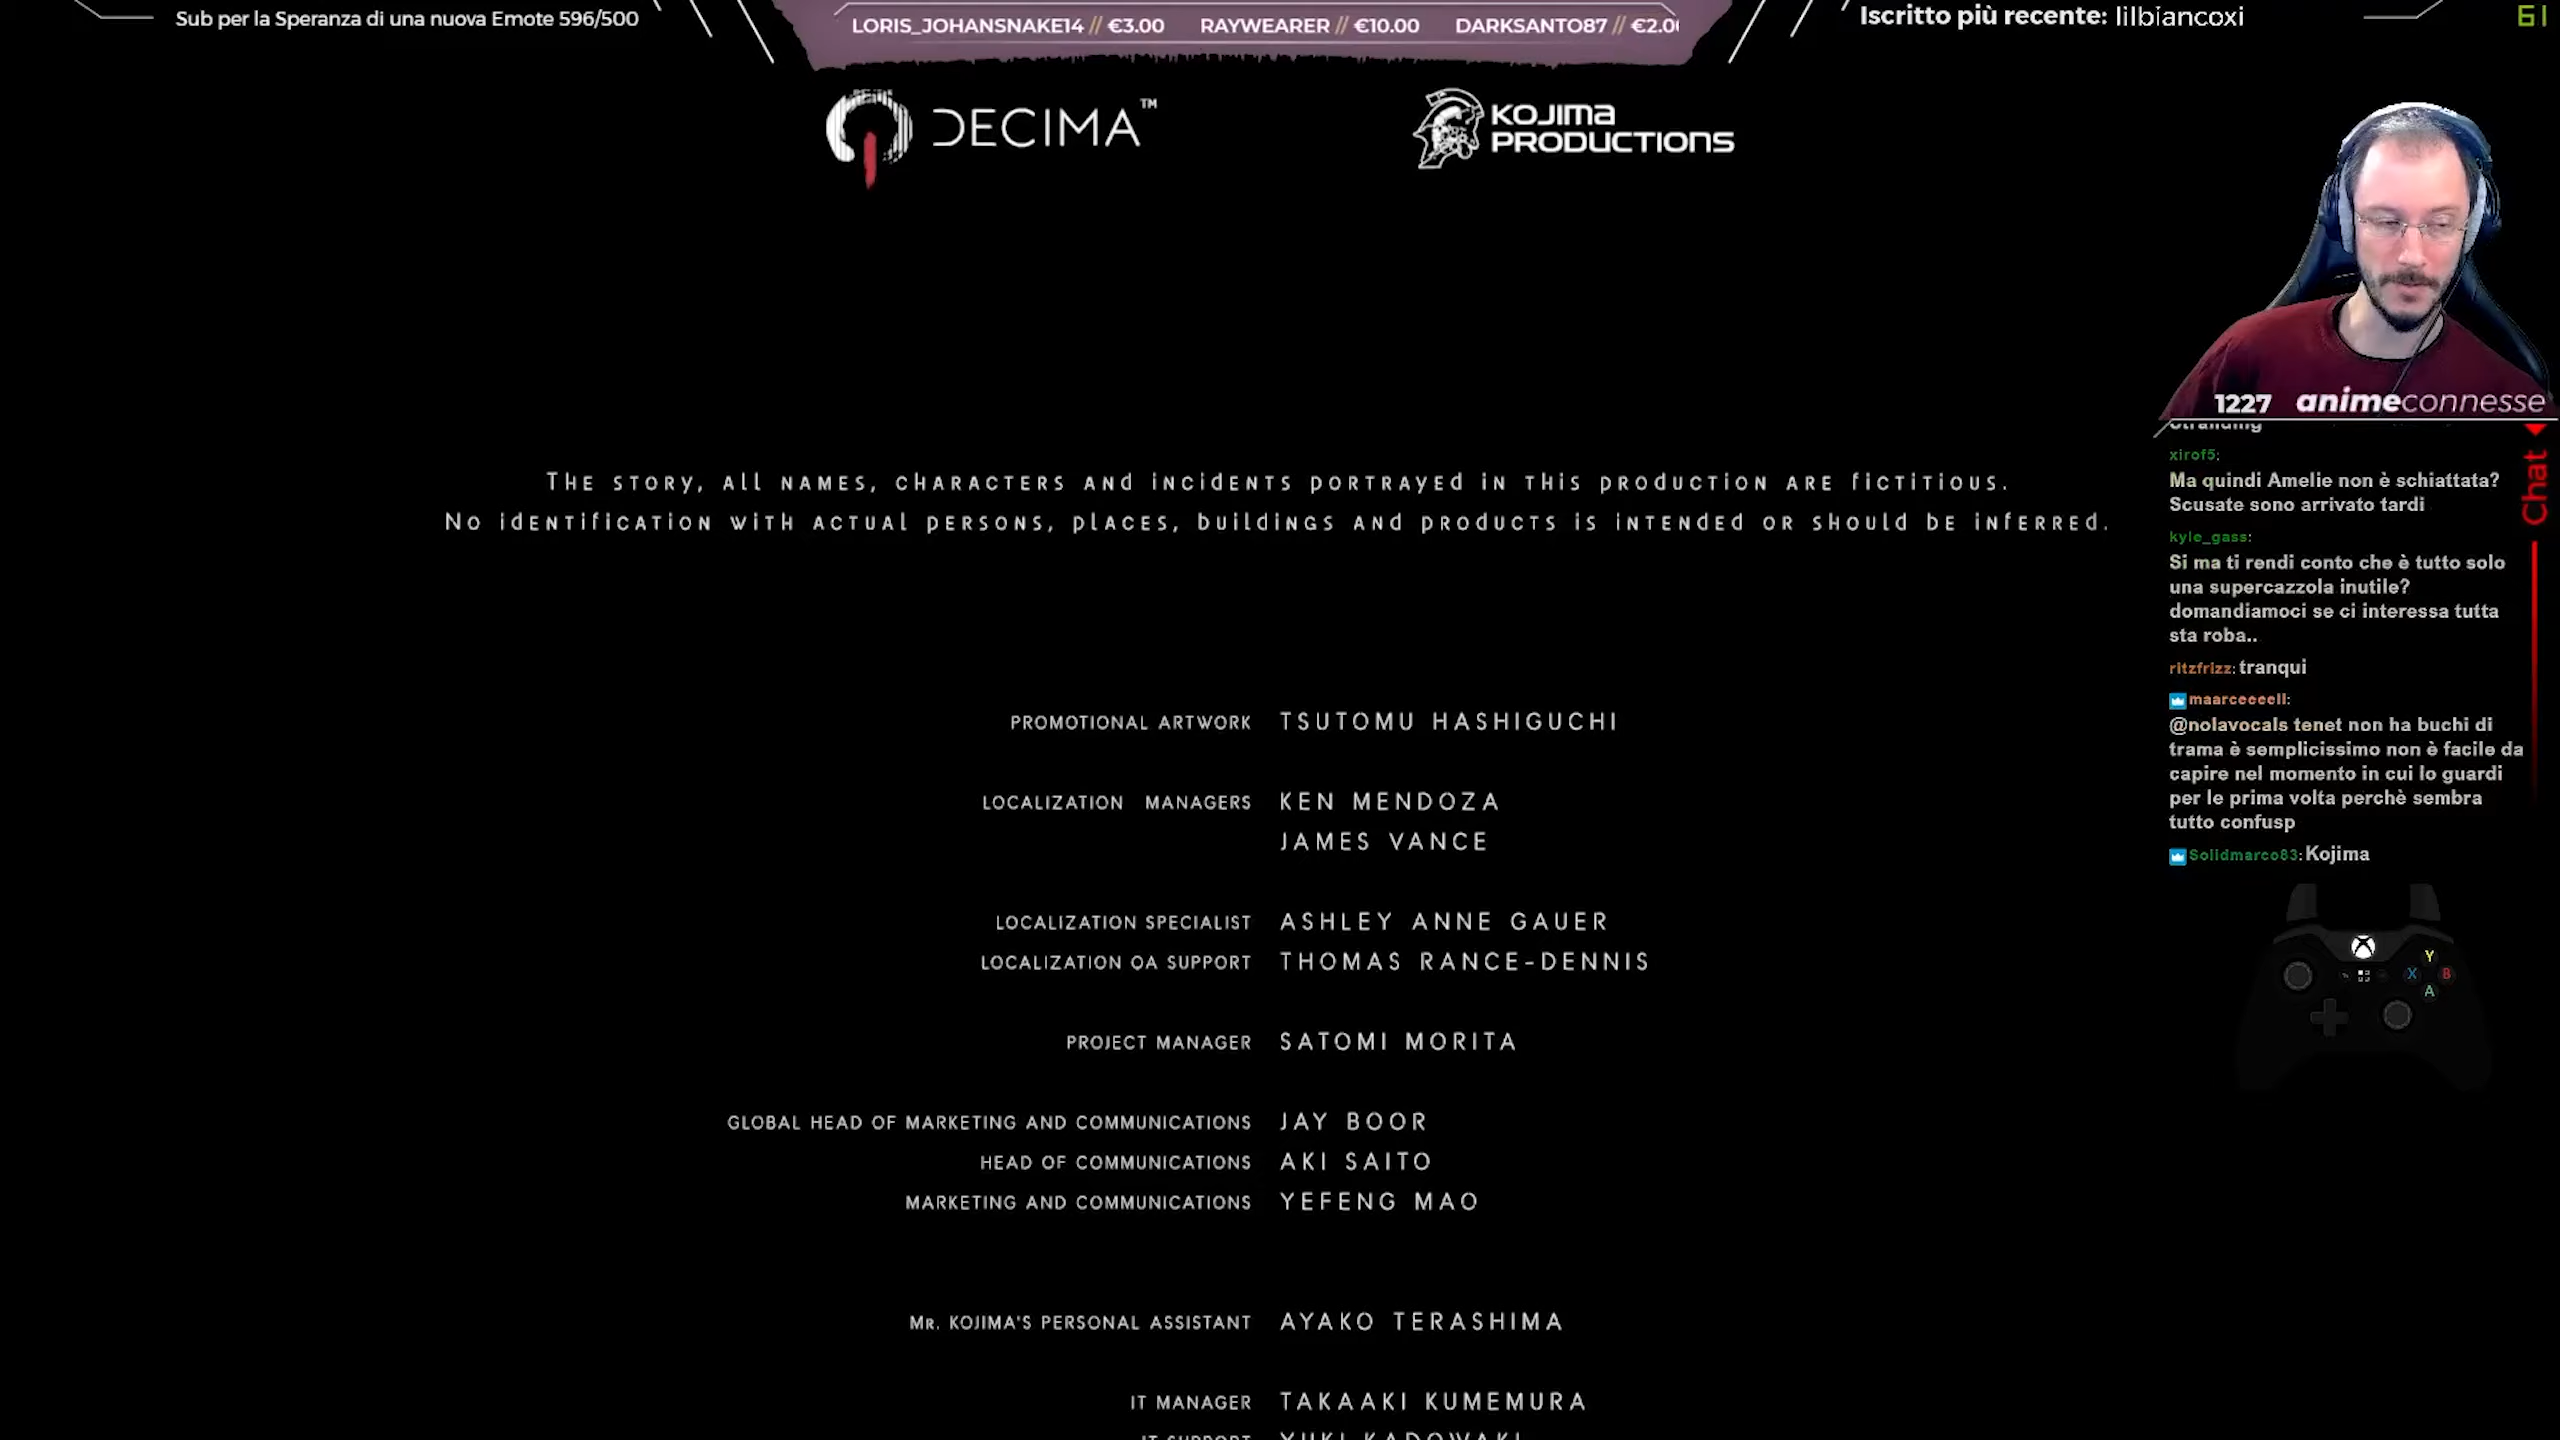 Sub per la Speranza di una nuova Emote 596/500
LORIS_JOHANSNAKE14 // €3.00 RAYWEARER // €10.00 DARKSANTO87 // €2.0
Iscritto più recente: lilbiancoxi
61
DECIMA™
KOJIMA
PRODUCTIONS
1227 animeconnesse
Chat
xirof5:
Ma quindi Amelie non è schiattata?
Scusate sono arrivato tardi
kyle_gass:
Si ma ti rendi conto che è tutto solo
una supercazzola inutile?
domandiamoci se ci interessa tutta
sta roba..
ritzfrizz: tranqui
maarceeeell:
@nolavocals tenet non ha buchi di
trama è semplicissimo non è facile da
capire nel momento in cui lo guardi
per le prima volta perchè sembra
tutto confusp
Solidmarco83: Kojima
Y
X B
A
The story, all names, characters and incidents portrayed in this production are fictitious.
No identification with actual persons, places, buildings and products is intended or should be inferred.
PROMOTIONAL ARTWORK TSUTOMU HASHIGUCHI
LOCALIZATION MANAGERS KEN MENDOZA
JAMES VANCE
LOCALIZATION SPECIALIST ASHLEY ANNE GAUER
LOCALIZATION QA SUPPORT THOMAS RANCE-DENNIS
PROJECT MANAGER SATOMI MORITA
GLOBAL HEAD OF MARKETING AND COMMUNICATIONS JAY BOOR
HEAD OF COMMUNICATIONS AKI SAITO
MARKETING AND COMMUNICATIONS YEFENG MAO
MR. KOJIMA'S PERSONAL ASSISTANT AYAKO TERASHIMA
IT MANAGER TAKAAKI KUMEMURA
IT SUPPORT YUKI KADOWAKI